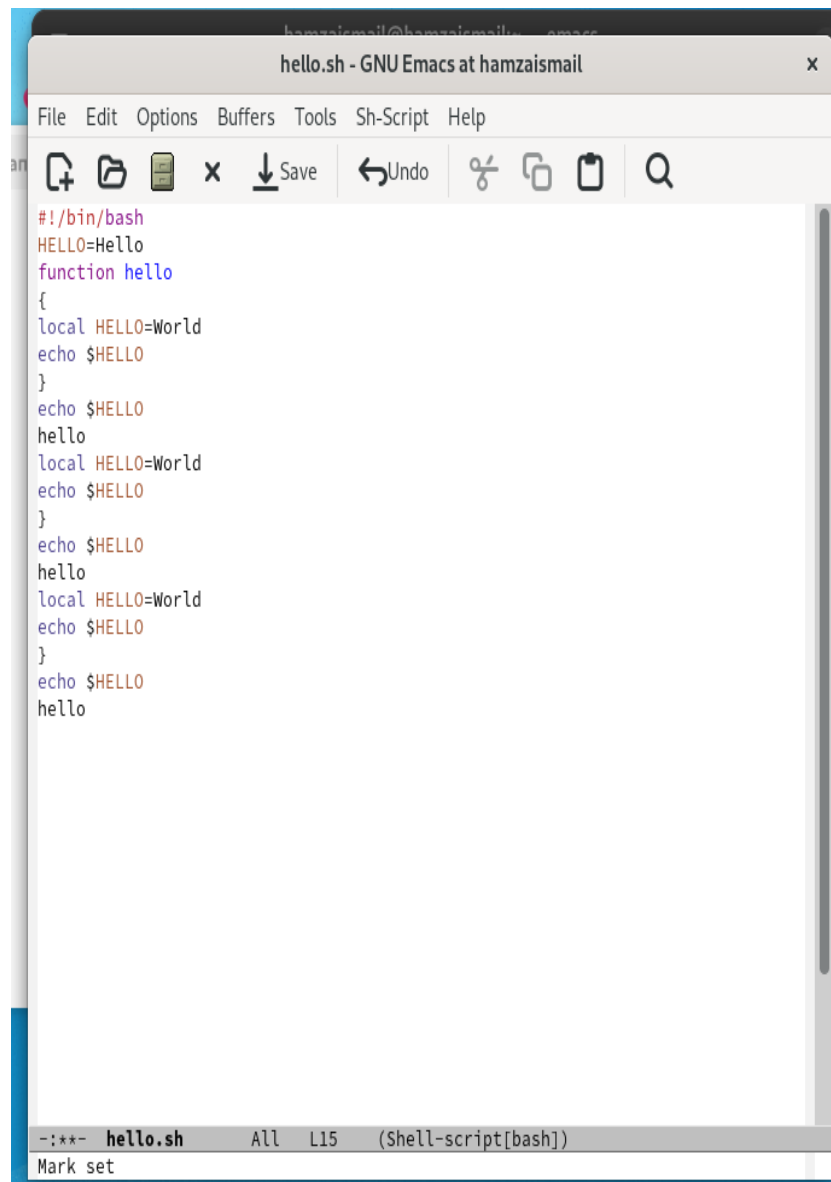 hello.sh - GNU Emacs at hamzaismail x
File Edit Options Buffers Tools Sh-Script Help
Save Undo
#!/bin/bash
HELLO=Hello
function hello
{
local HELLO=World
echo $HELLO
}
echo $HELLO
hello
local HELLO=World
echo $HELLO
}
echo $HELLO
hello
local HELLO=World
echo $HELLO
}
echo $HELLO
hello
-:**- hello.sh All L15 (Shell-script[bash])
Mark set